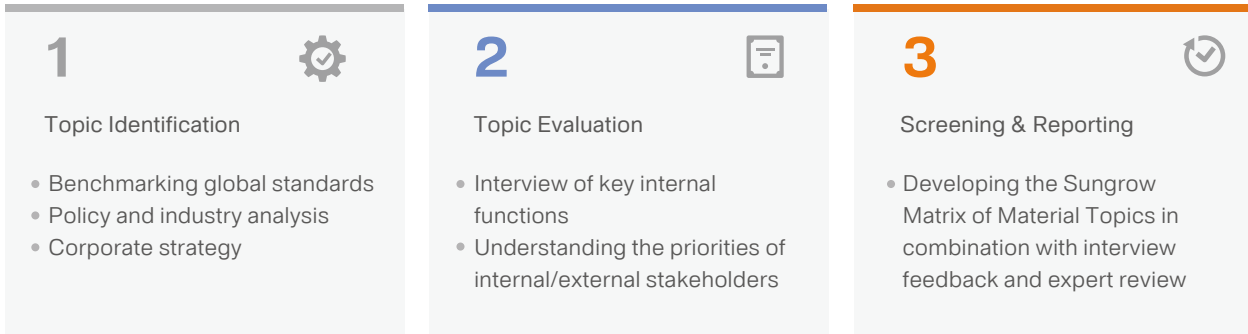 1
Topic Identification
• Benchmarking global standards
• Policy and industry analysis
• Corporate strategy
2
Topic Evaluation
• Interview of key internal
functions
• Understanding the priorities of
internal/external stakeholders
3
Screening & Reporting
• Developing the Sungrow
Matrix of Material Topics in
combination with interview
feedback and expert review